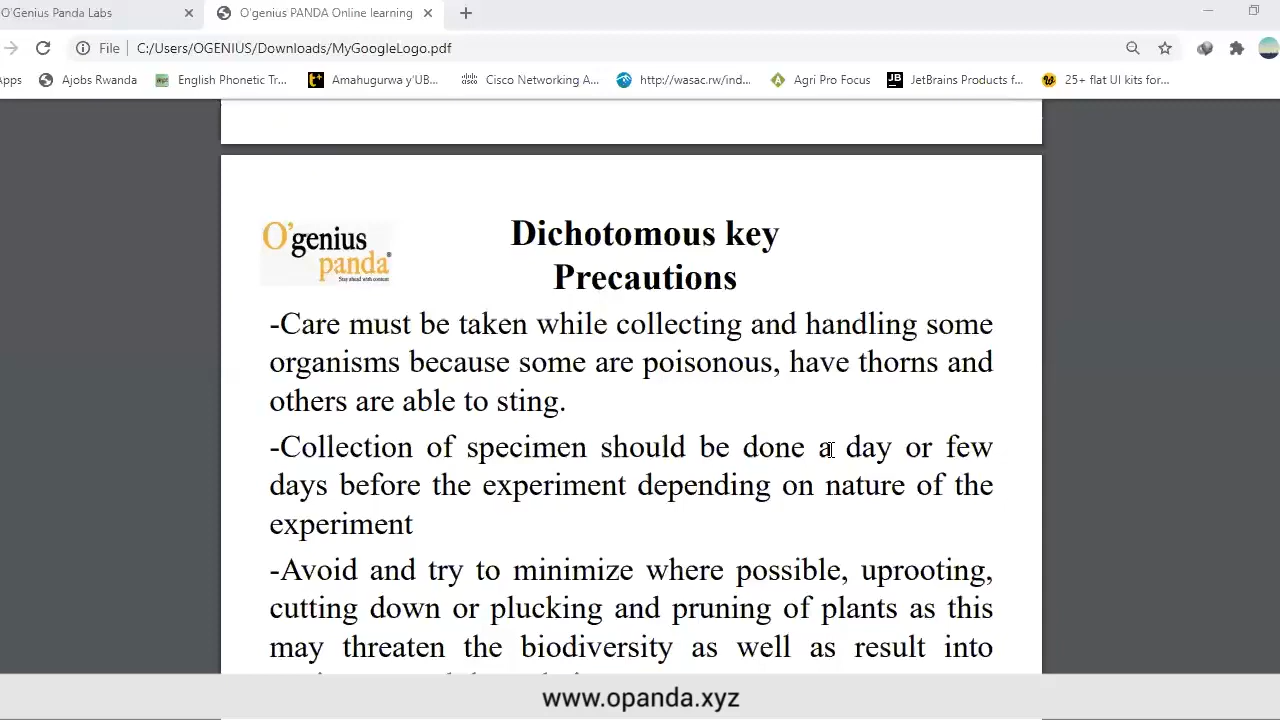 O'Genius Panda Labs
O'genius PANDA Online learning
File
C:/Users/OGENIUS/Downloads/MyGoogleLogo.pdf
Apps
Ajobs Rwanda
English Phonetic Tr...
Amahugurwa y'UB...
Cisco Networking A...
http://wasac.rw/ind...
Agri Pro Focus
JetBrains Products f...
25+ flat UI kits for...
O'genius
panda
Stay ahead with content
Dichotomous key
Precautions
-Care must be taken while collecting and handling some
organisms because some are poisonous, have thorns and
others are able to sting.
-Collection of specimen should be done a day or few
days before the experiment depending on nature of the
experiment
-Avoid and try to minimize where possible, uprooting,
cutting down or plucking and pruning of plants as this
may threaten the biodiversity as well as result into
www.opanda.xyz